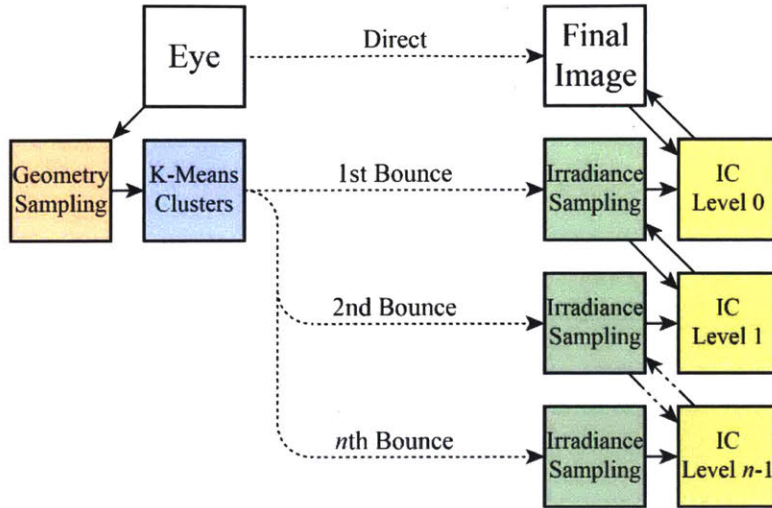 Eye
Direct
Final
Image
Geometry
Sampling
K-Means
Clusters
1st Bounce
Irradiance
Sampling
IC
Level 0
2nd Bounce
Irradiance
Sampling
IC
Level 1
nth Bounce
Irradiance
Sampling
IC
Level n-1